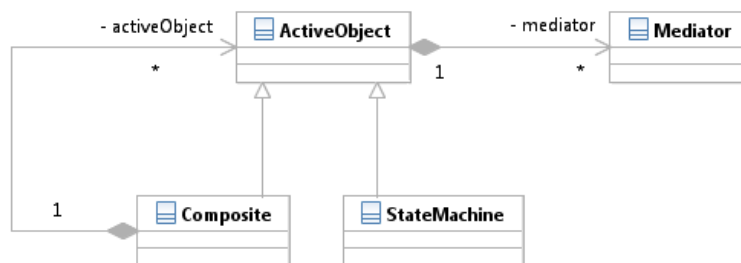 - activeObject
ActiveObject
- mediator
Mediator
*
1
*
1
Composite
StateMachine